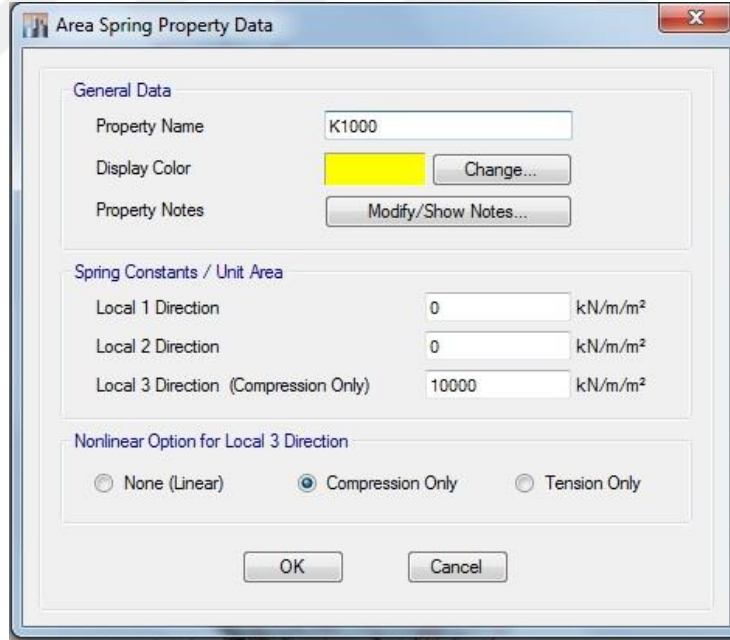 Area Spring Property Data
General Data
Property Name K1000
Display Color Change...
Property Notes Modify/Show Notes...
Spring Constants / Unit Area
Local 1 Direction 0 kN/m/m²
Local 2 Direction 0 kN/m/m²
Local 3 Direction (Compression Only) 10000 kN/m/m²
Nonlinear Option for Local 3 Direction
None (Linear) Compression Only Tension Only
OK Cancel